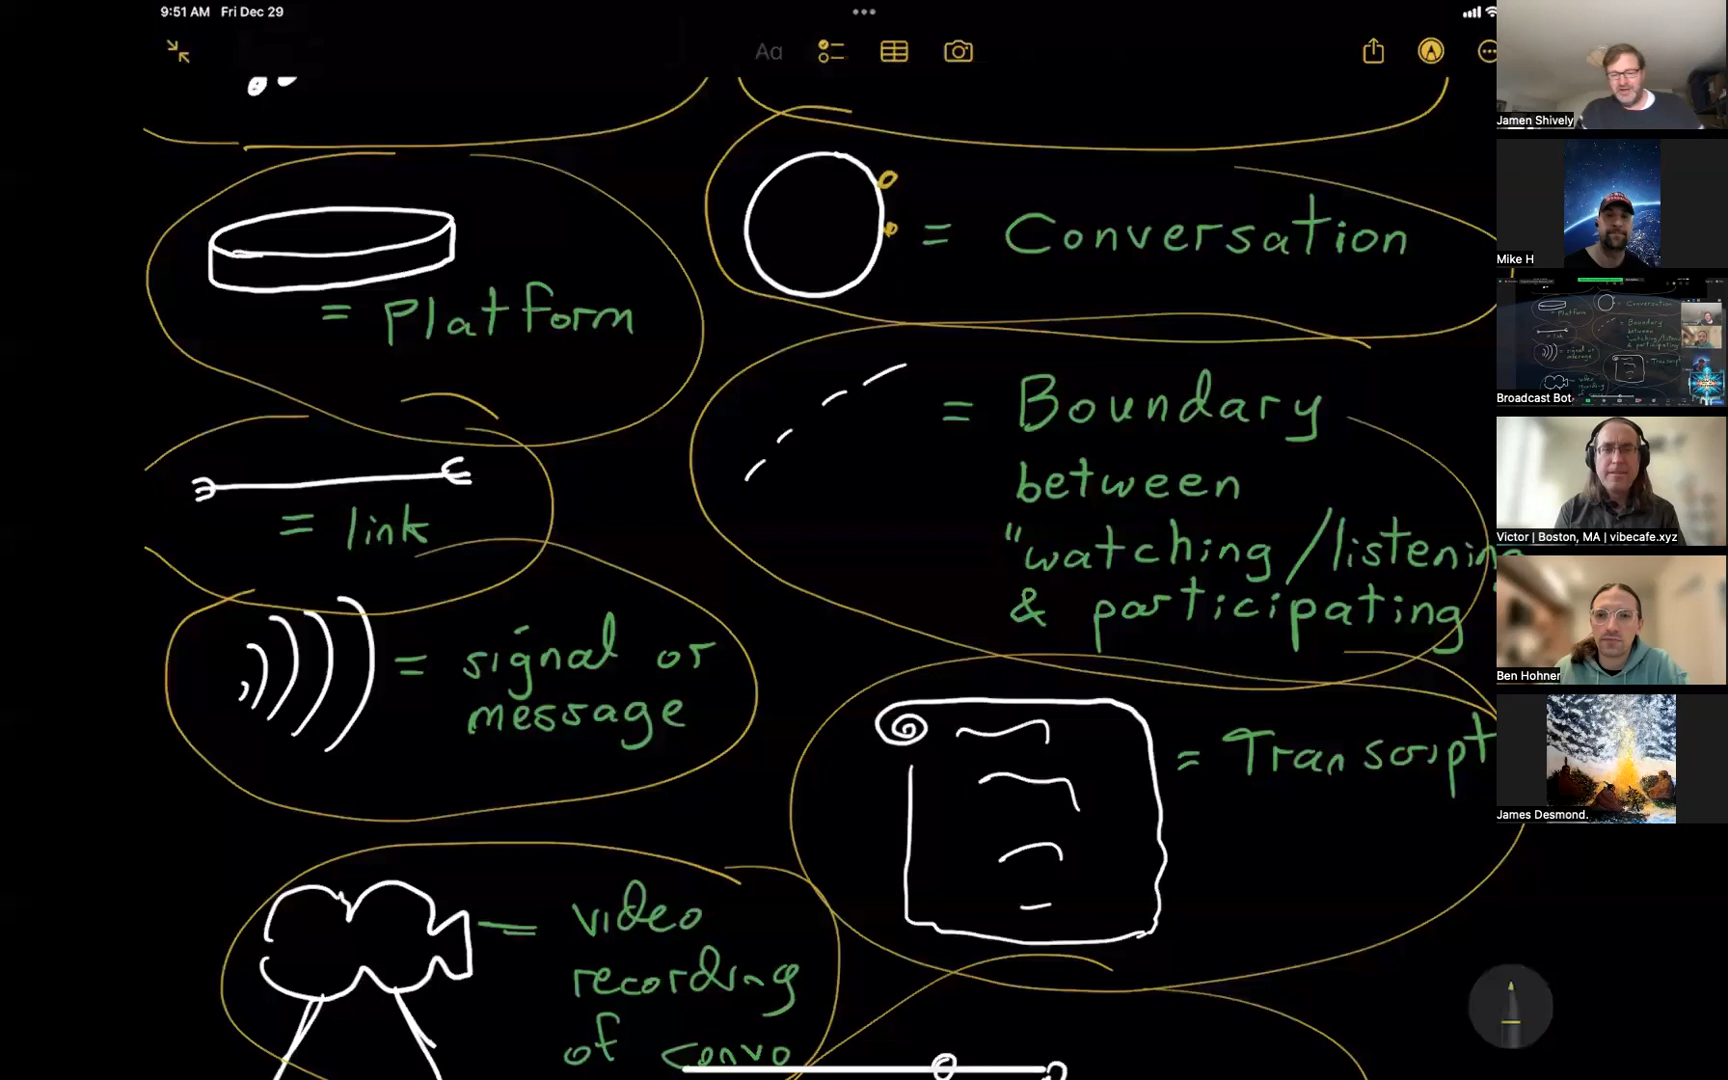 9:51 AM Fri Dec 29
Aa
= Platform
= Conversation
= link
= Boundary
between
"watching/listening
& participating
= signal or
message
= Transcript
= video
recording
of convo
Jamen Shively
Mike H
Broadcast Bot
Victor | Boston, MA | vibecafe.xyz
Ben Hohner
James Desmond.